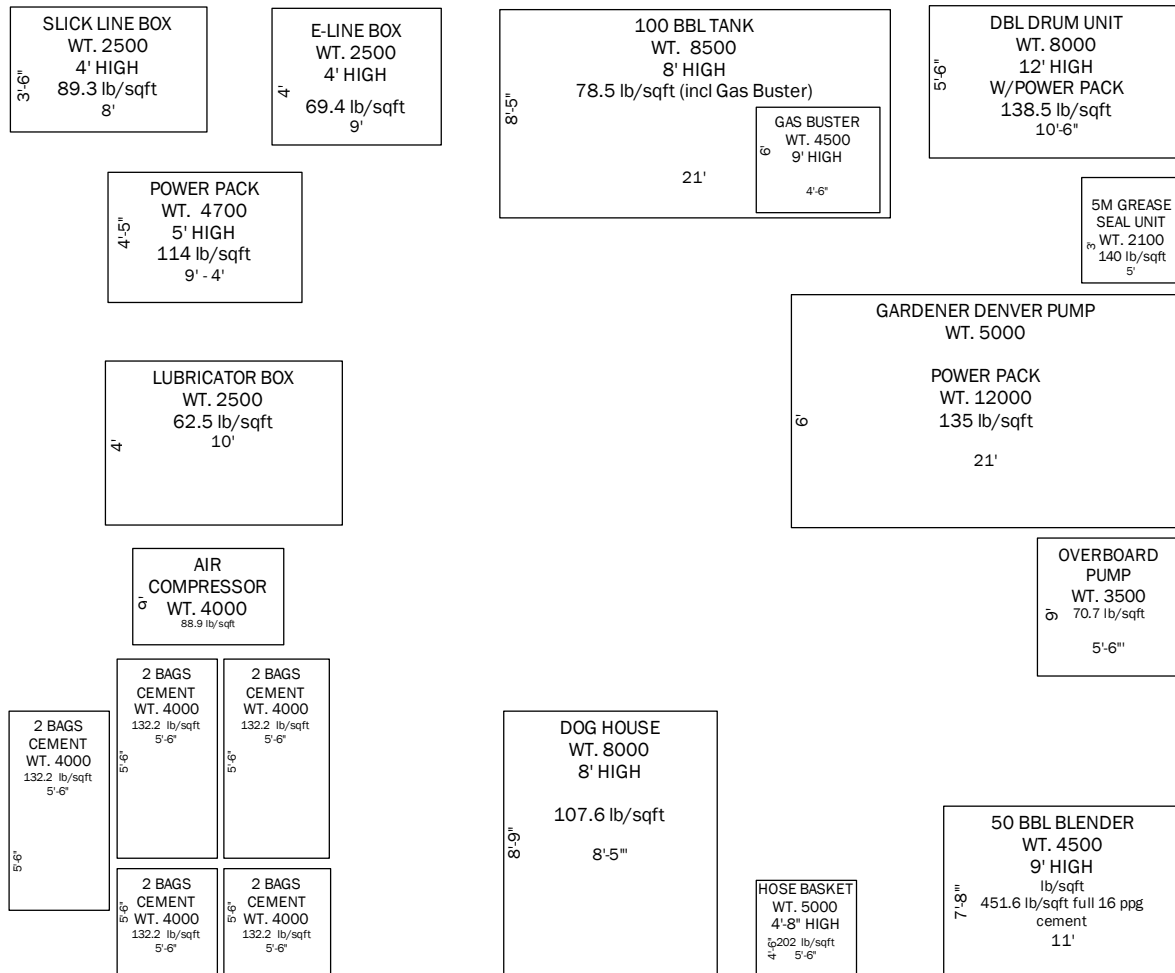 SLICK LINE BOX
WT. 2500
4' HIGH
89.3 lb/sqft
8'
3'-6"
E-LINE BOX
WT. 2500
4' HIGH
69.4 lb/sqft
9'
4'
100 BBL TANK
WT. 8500
8' HIGH
78.5 lb/sqft (incl Gas Buster)
21'
8'-5"
GAS BUSTER
WT. 4500
9' HIGH
4'-6"
6'
DBL DRUM UNIT
WT. 8000
12' HIGH
W/POWER PACK
138.5 lb/sqft
10'-6"
5'-6"
POWER PACK
WT. 4700
5' HIGH
114 lb/sqft
9' - 4'
4'-5"
5M GREASE
SEAL UNIT
WT. 2100
140 lb/sqft
5'
3'
GARDENER DENVER PUMP
WT. 5000
POWER PACK
WT. 12000
135 lb/sqft
21'
6'
LUBRICATOR BOX
WT. 2500
62.5 lb/sqft
10'
4'
AIR
COMPRESSOR
WT. 4000
88.9 lb/sqft
OVERBOARD
PUMP
WT. 3500
70.7 lb/sqft
5'-6"'
9'
2 BAGS
CEMENT
WT. 4000
132.2 lb/sqft
5'-6"
5'-6"
2 BAGS
CEMENT
WT. 4000
132.2 lb/sqft
5'-6"
5'-6"
2 BAGS
CEMENT
WT. 4000
132.2 lb/sqft
5'-6"
5'-6"
2 BAGS
CEMENT
WT. 4000
132.2 lb/sqft
5'-6"
5'-6"
2 BAGS
CEMENT
WT. 4000
132.2 lb/sqft
5'-6"
5'-6"
DOG HOUSE
WT. 8000
8' HIGH
107.6 lb/sqft
8'-5"'
8'-9"
HOSE BASKET
WT. 5000
4'-8" HIGH
202 lb/sqft
5'-6"
4'-6"
50 BBL BLENDER
WT. 4500
9' HIGH
lb/sqft
451.6 lb/sqft full 16 ppg
cement
11'
7'-8"'